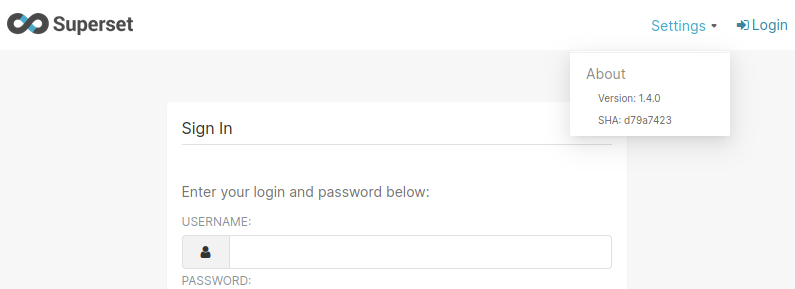 Superset
Settings Login
About
Version: 1.4.0
SHA: d79a7423
Sign In
Enter your login and password below:
USERNAME:
PASSWORD: